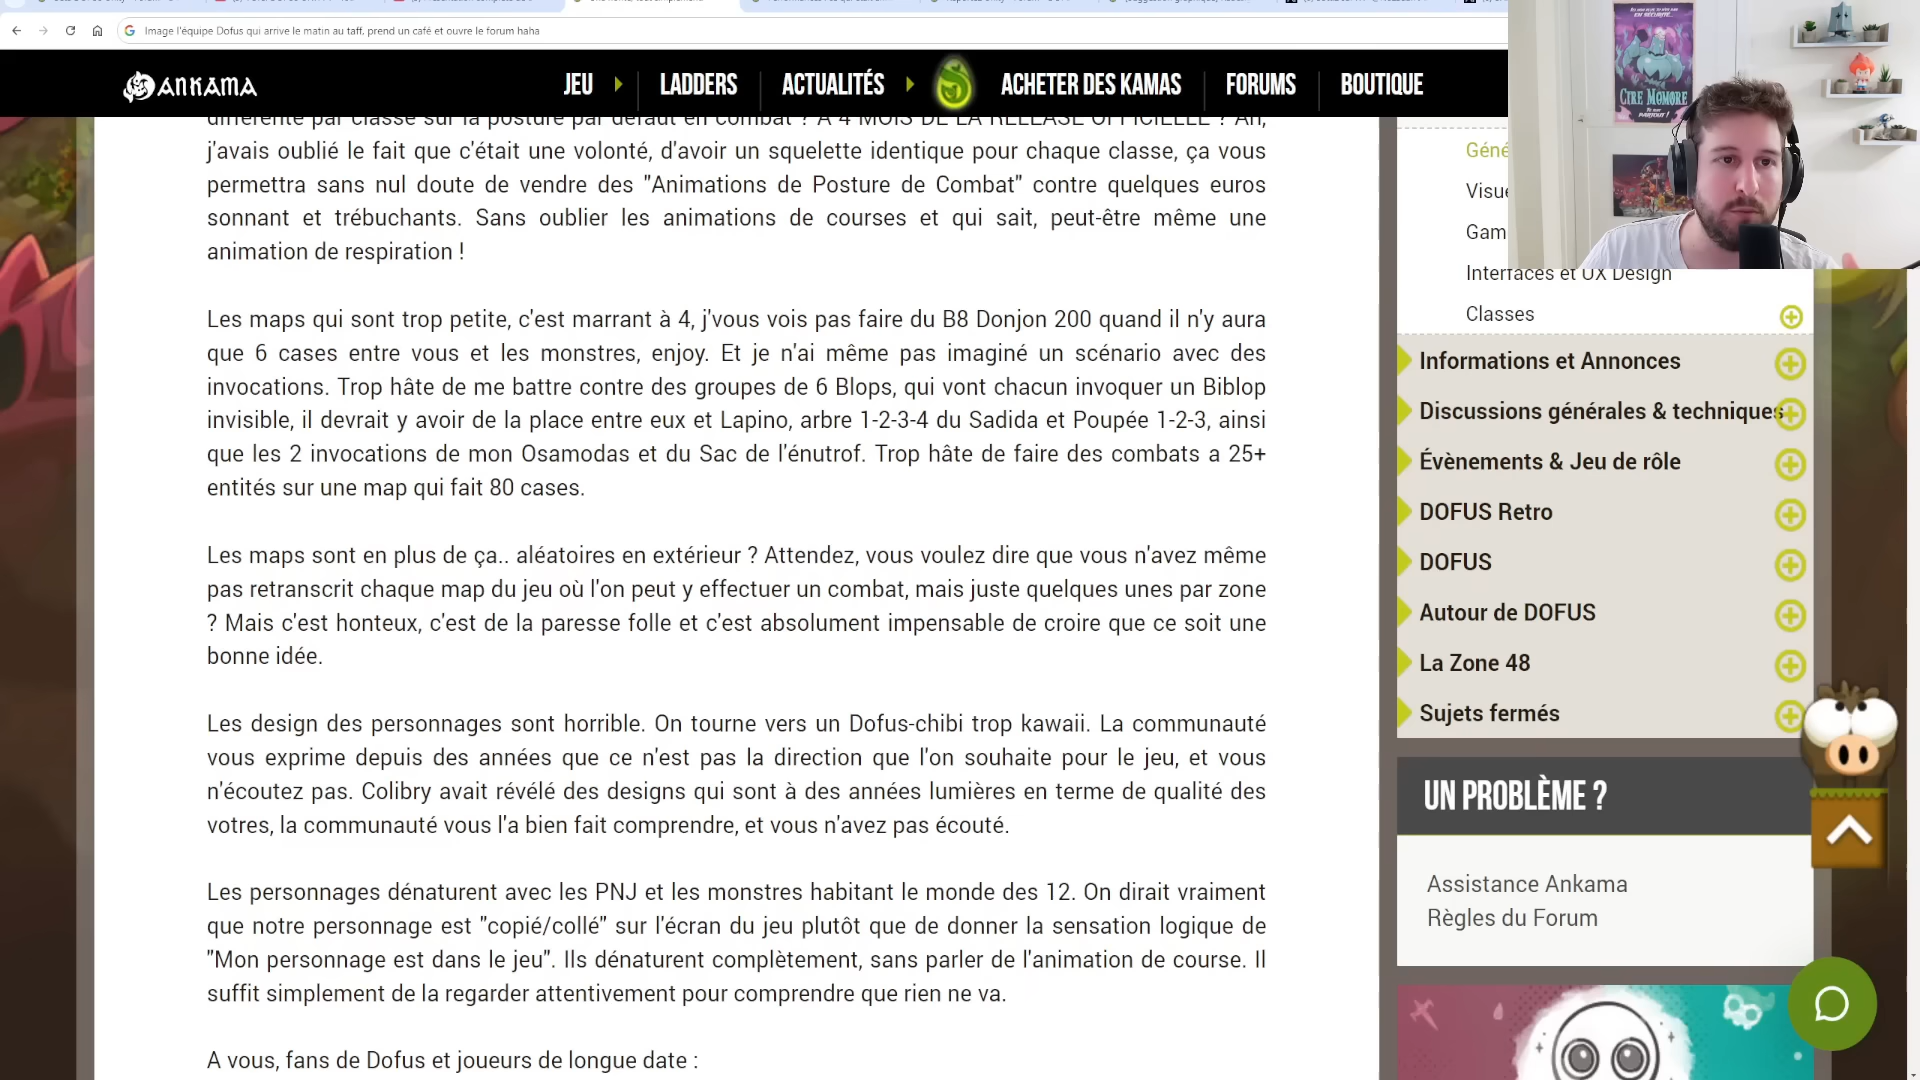 Image l'équipe Dofus qui arrive le matin au taff, prend un café et ouvre le forum haha
ANKAMA
JEU
LADDERS
ACTUALITÉS
ACHETER DES KAMAS
FORUMS
BOUTIQUE
différente par classe sur la posture par défaut en combat ? A 4 MOIS DE LA RELEASE OFFICIELLE ? Ah,
j'avais oublié le fait que c'était une volonté, d'avoir un squelette identique pour chaque classe, ça vous
permettra sans nul doute de vendre des "Animations de Posture de Combat" contre quelques euros
sonnant et trébuchants. Sans oublier les animations de courses et qui sait, peut-être même une
animation de respiration !
Les maps qui sont trop petite, c'est marrant à 4, j'vous vois pas faire du B8 Donjon 200 quand il n'y aura
que 6 cases entre vous et les monstres, enjoy. Et je n'ai même pas imaginé un scénario avec des
invocations. Trop hâte de me battre contre des groupes de 6 Blops, qui vont chacun invoquer un Biblop
invisible, il devrait y avoir de la place entre eux et Lapino, arbre 1-2-3-4 du Sadida et Poupée 1-2-3, ainsi
que les 2 invocations de mon Osamodas et du Sac de l'énutrof. Trop hâte de faire des combats a 25+
entités sur une map qui fait 80 cases.
Les maps sont en plus de ça.. aléatoires en extérieur ? Attendez, vous voulez dire que vous n'avez même
pas retranscrit chaque map du jeu où l'on peut y effectuer un combat, mais juste quelques unes par zone
? Mais c'est honteux, c'est de la paresse folle et c'est absolument impensable de croire que ce soit une
bonne idée.
Les design des personnages sont horrible. On tourne vers un Dofus-chibi trop kawaii. La communauté
vous exprime depuis des années que ce n'est pas la direction que l'on souhaite pour le jeu, et vous
n'écoutez pas. Colibry avait révélé des designs qui sont à des années lumières en terme de qualité des
votres, la communauté vous l'a bien fait comprendre, et vous n'avez pas écouté.
Les personnages dénaturent avec les PNJ et les monstres habitant le monde des 12. On dirait vraiment
que notre personnage est "copié/collé" sur l'écran du jeu plutôt que de donner la sensation logique de
"Mon personnage est dans le jeu". Ils dénaturent complètement, sans parler de l'animation de course. Il
suffit simplement de la regarder attentivement pour comprendre que rien ne va.
A vous, fans de Dofus et joueurs de longue date :
Géné
Visue
Gam
Interfaces et UX Design
Classes
Informations et Annonces
Discussions générales & techniques
Évènements & Jeu de rôle
DOFUS Retro
DOFUS
Autour de DOFUS
La Zone 48
Sujets fermés
UN PROBLÈME ?
Assistance Ankama
Règles du Forum